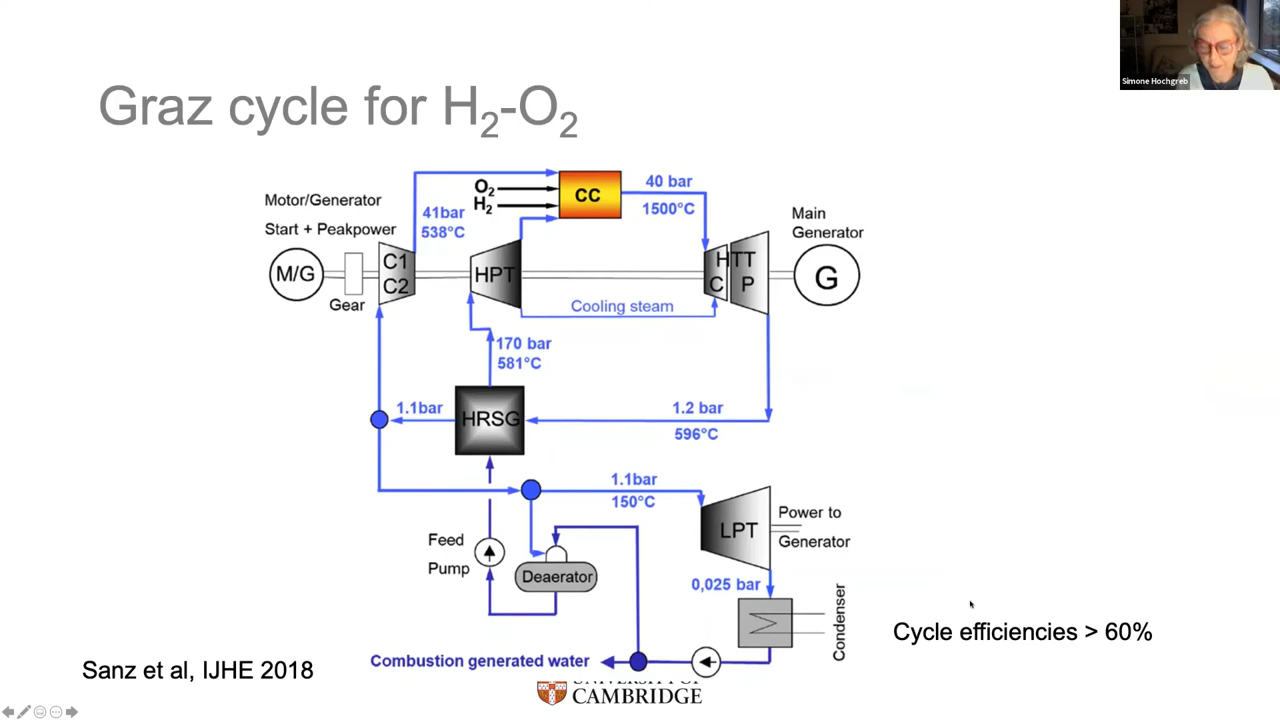 Simone Hochgreb
Graz cycle for H2-O2
Motor/Generator
Start + Peakpower
M/G
Gear
C1
C2
41bar
538°C
O2
H2
CC
40 bar
1500°C
HPT
Cooling steam
HTT
C P
Main
Generator
G
170 bar
581°C
1.1bar
HRSG
1.2 bar
596°C
1.1bar
150°C
Feed
Pump
Deaerator
LPT
Power to
Generator
0,025 bar
Condenser
Cycle efficiencies > 60%
Combustion generated water
Sanz et al, IJHE 2018
UNIVERSITY OF
CAMBRIDGE